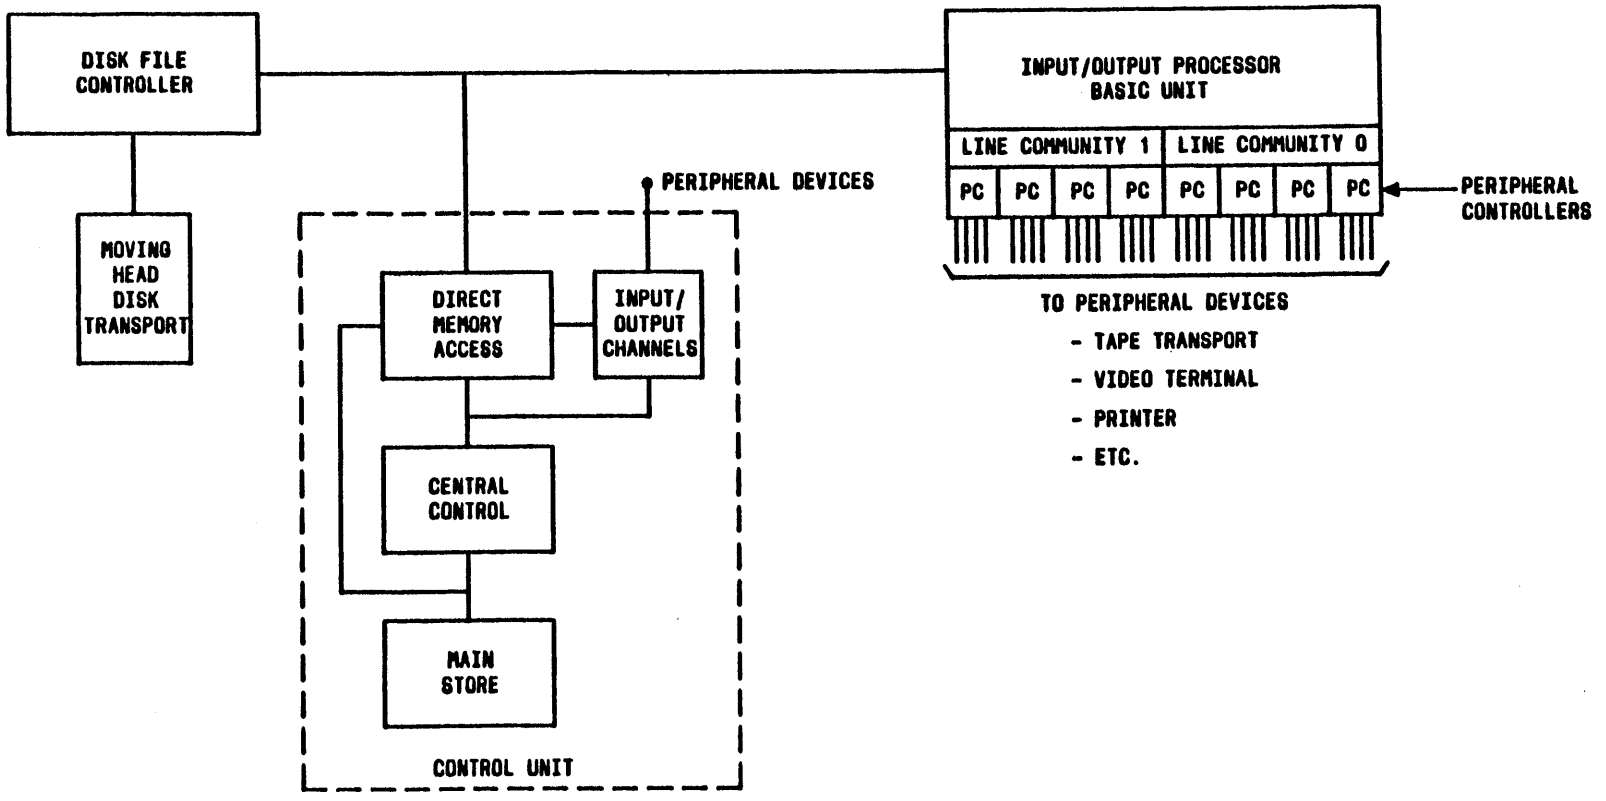 DISK FILE
CONTROLLER
INPUT/OUTPUT PROCESSOR
BASIC UNIT
LINE COMMUNITY 1
LINE COMMUNITY 0
PC
PC
PC
PC
PC
PC
PC
PC
PERIPHERAL
CONTROLLERS
PERIPHERAL DEVICES
MOVING
HEAD
DISK
TRANSPORT
DIRECT
MEMORY
ACCESS
INPUT/
OUTPUT
CHANNELS
TO PERIPHERAL DEVICES
- TAPE TRANSPORT
- VIDEO TERMINAL
- PRINTER
- ETC.
CENTRAL
CONTROL
MAIN
STORE
CONTROL UNIT